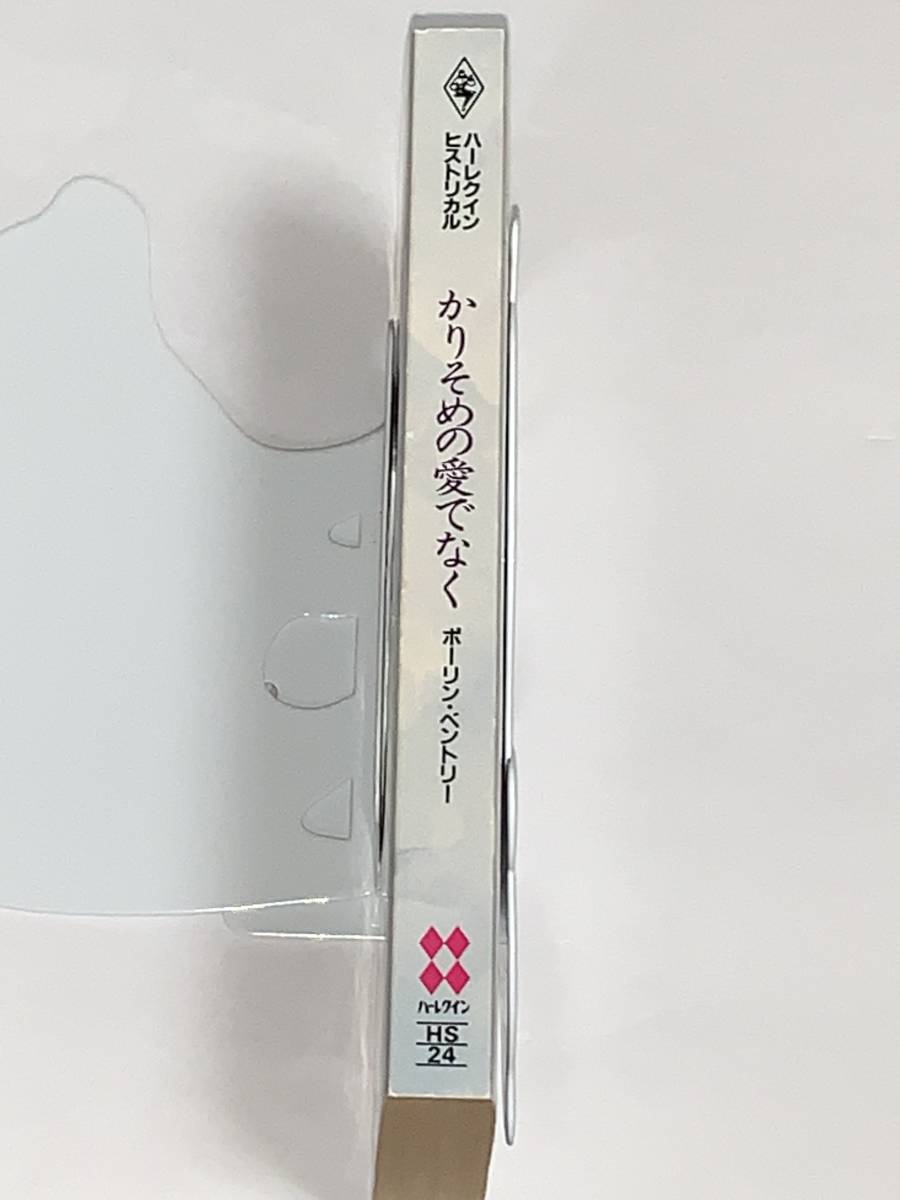 ハーレクイン
ヒストリカル
かりそめの愛でなく
ポーリン・ベントリー
ハーレクイン
HS
24